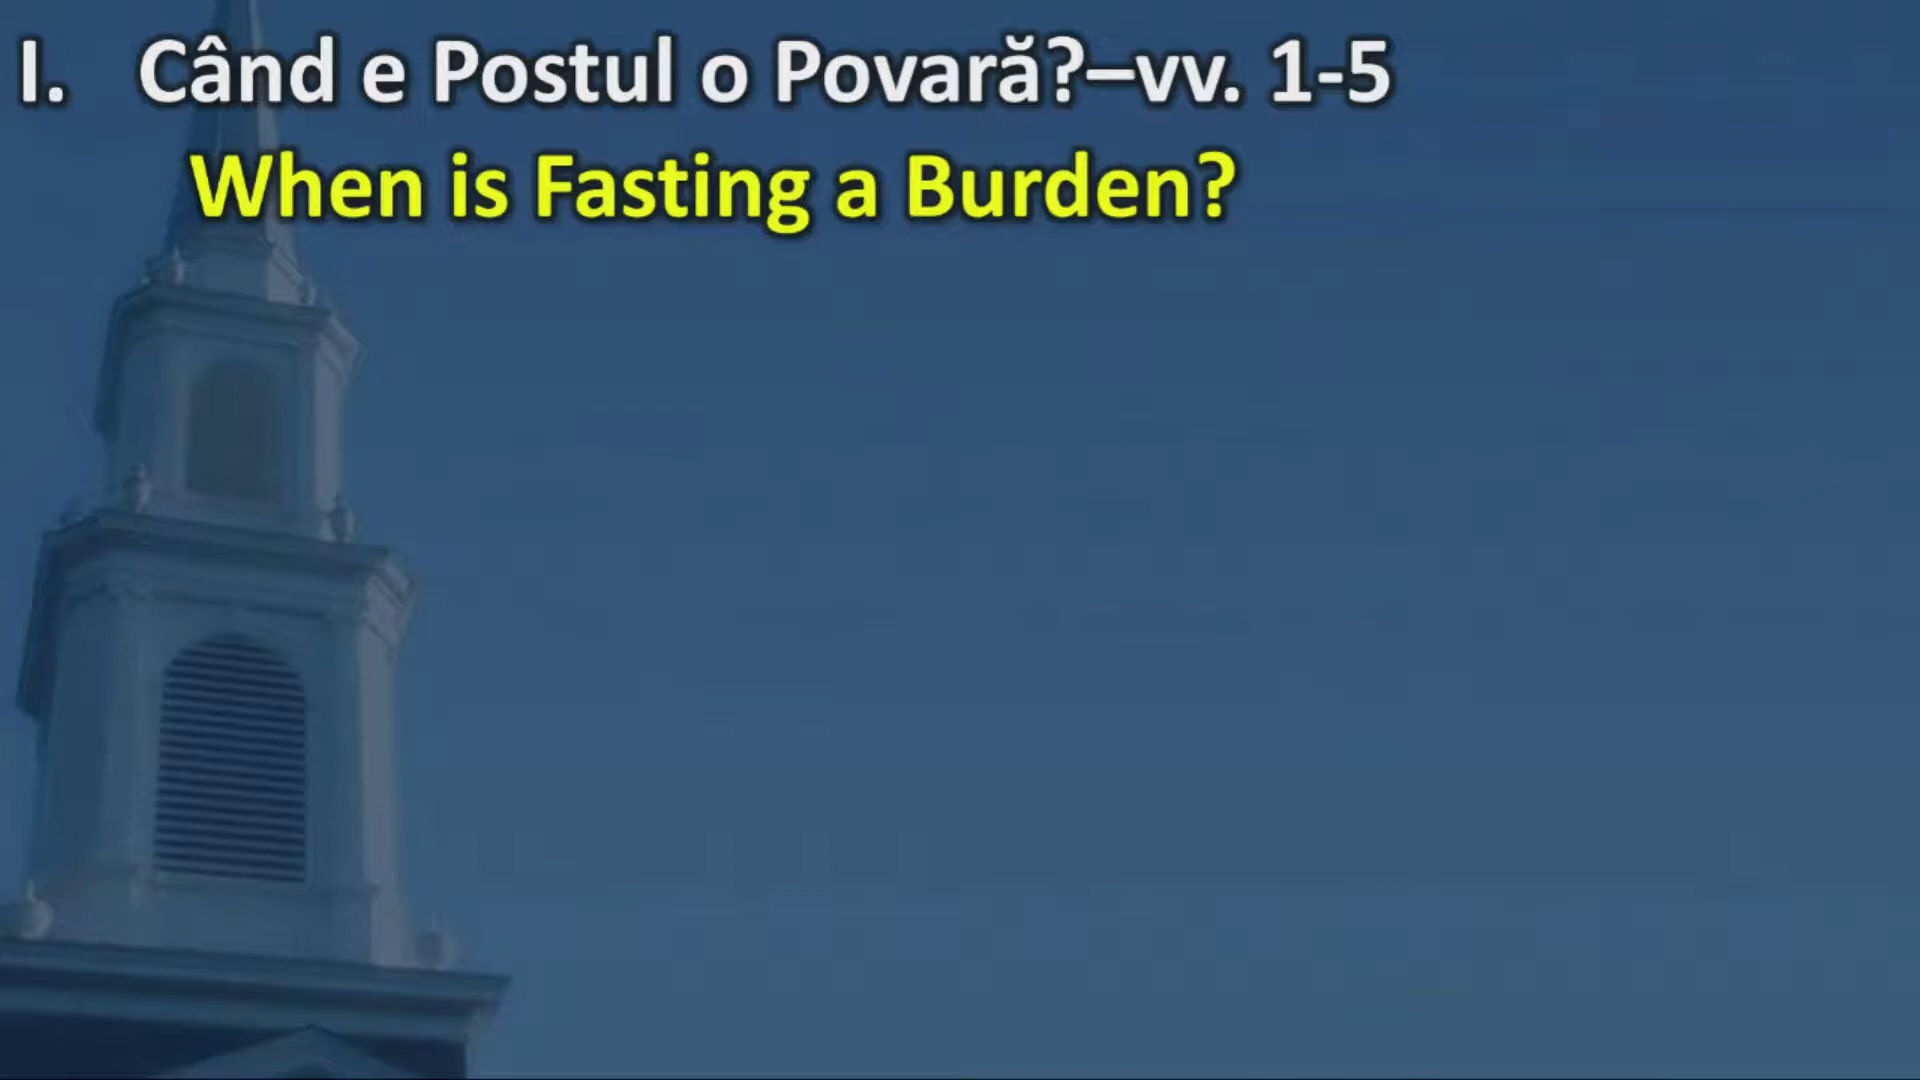 I. Când e Postul o Povară?–vv. 1-5
When is Fasting a Burden?